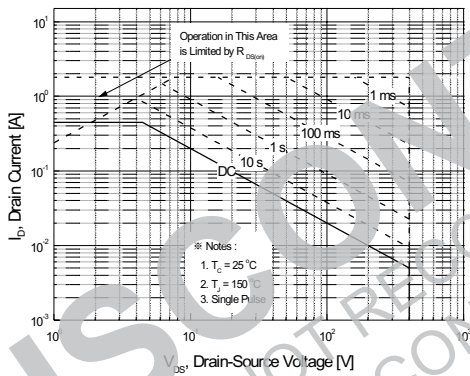 10¹
Operation in This Area
is Limited by R DS(on)
10⁰
1 ms
10 ms
100 ms
1 s
10 s
DC
10⁻¹
10⁻²
※ Notes :
1. T_C = 25 °C
2. T_J = 150 °C
3. Single Pulse
10⁻³
10⁰
10¹
10²
10³
I_D, Drain Current [A]
V_DS, Drain-Source Voltage [V]